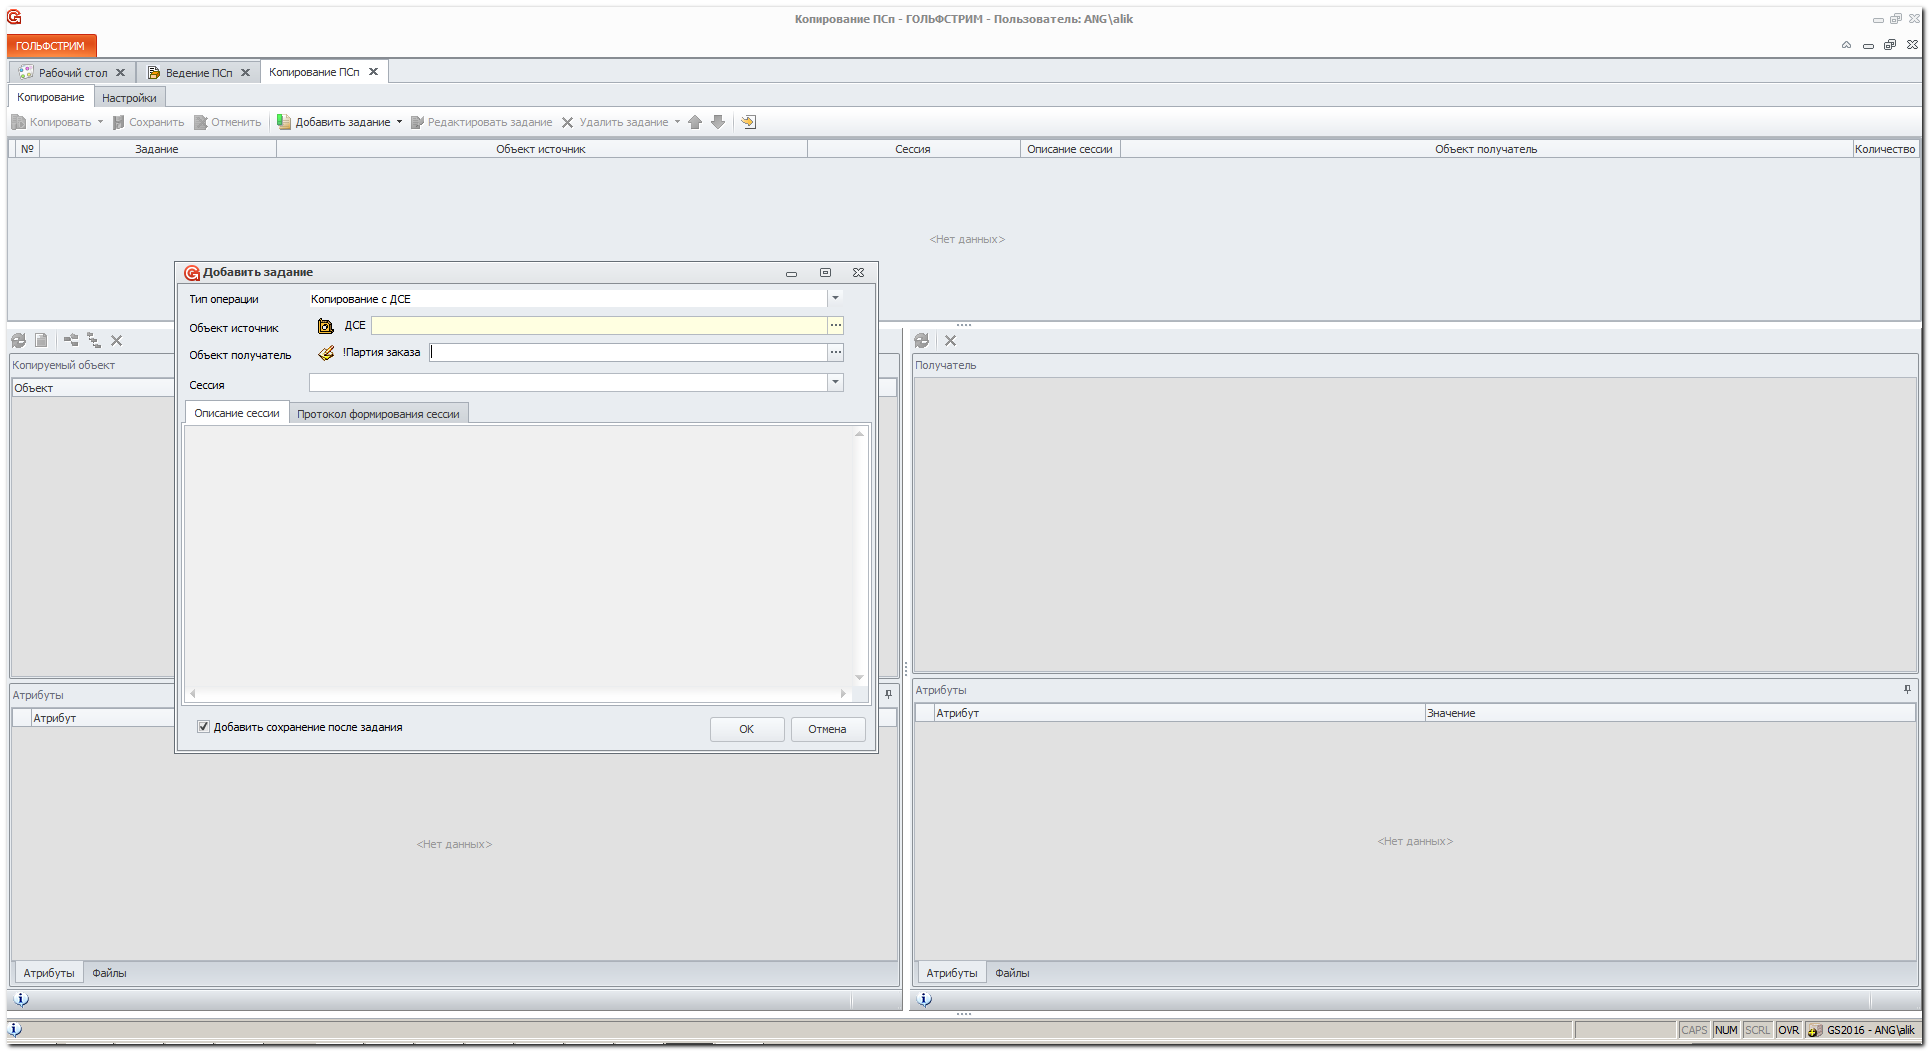 Копирование ПСп - ГОЛЬФСТРИМ - Пользователь: ANG\alik
ГОЛЬФСТРИМ
Рабочий стол Ведение ПСп Копирование ПСп
Копирование Настройки
Копировать Сохранить Отменить Добавить задание Редактировать задание Удалить задание
№ Задание Объект источник Сессия Описание сессии Объект получатель Количество
<Нет данных>
Добавить задание
Тип операции Копирование с ДСЕ
Объект источник ДСЕ ...
Объект получатель !Партия заказа ...
Сессия
Описание сессии Протокол формирования сессии
Добавить сохранение после задания OK Отмена
Копируемый объект
Объект
Атрибуты
Атрибут
<Нет данных>
Атрибуты Файлы
Получатель
Атрибуты
Атрибут Значение
<Нет данных>
Атрибуты Файлы
CAPS NUM SCRL OVR GS2016 - ANG\alik